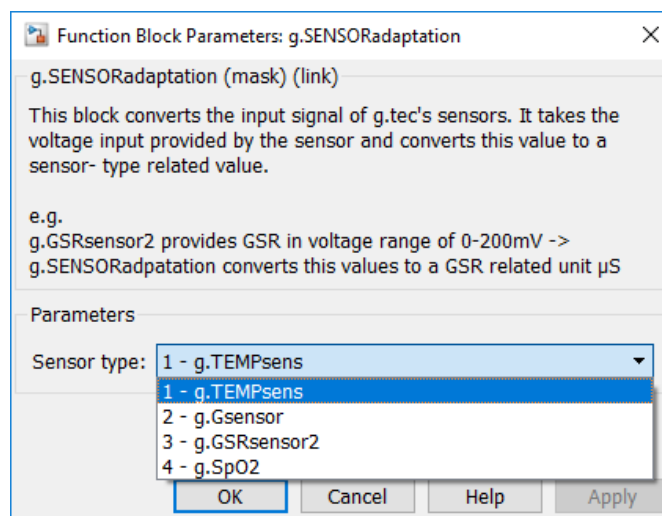 Function Block Parameters: g.SENSORadaptation
g.SENSORadaptation (mask) (link)
This block converts the input signal of g.tec's sensors. It takes the
voltage input provided by the sensor and converts this value to a
sensor- type related value.
e.g.
g.GSRsensor2 provides GSR in voltage range of 0-200mV ->
g.SENSORadpatation converts this values to a GSR related unit µS
Parameters
Sensor type: 1 - g.TEMPsens
1 - g.TEMPsens
2 - g.Gsensor
3 - g.GSRsensor2
4 - g.SpO2
OK Cancel Help Apply